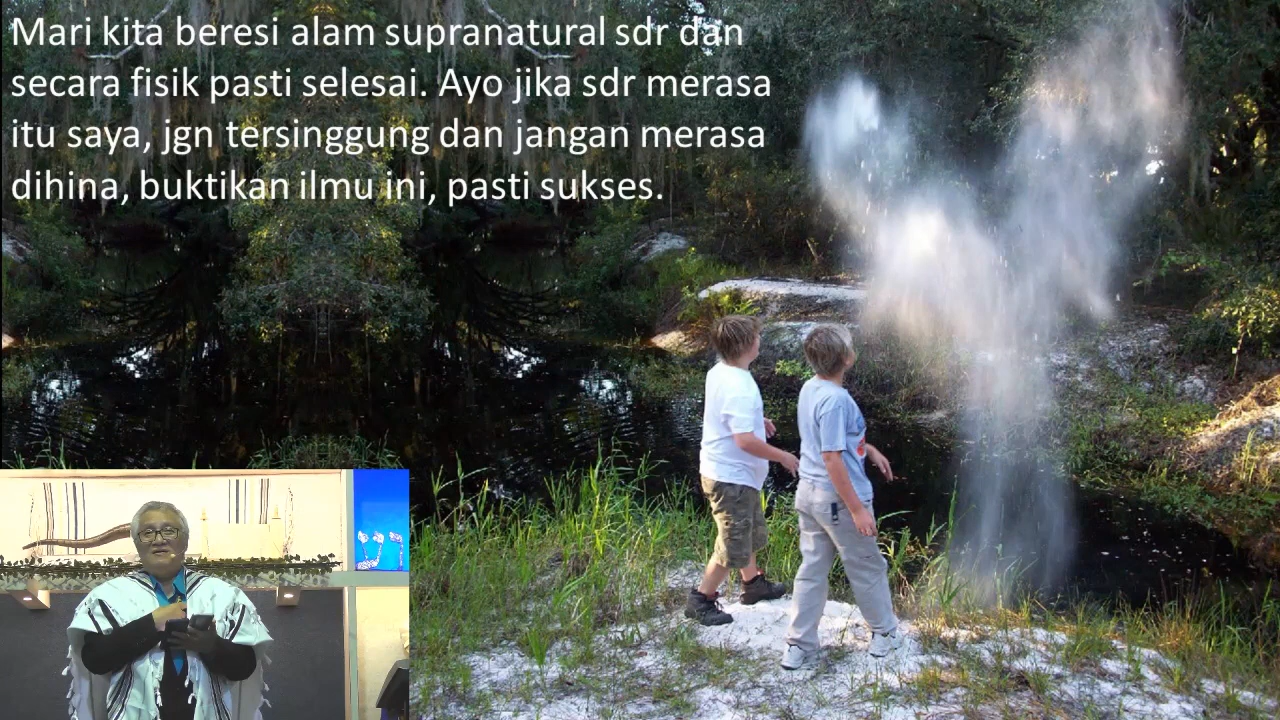 Mari kita beresi alam supranatural sdr dan
secara fisik pasti selesai. Ayo jika sdr merasa
itu saya, jgn tersinggung dan jangan merasa
dihina, buktikan ilmu ini, pasti sukses.